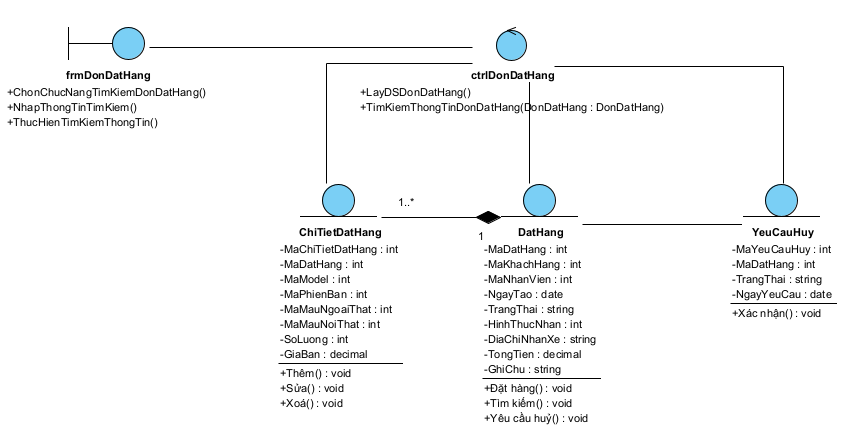 frmDonDatHang
+ChonChucNangTimKiemDonDatHang()
+NhapThongTinTimKiem()
+ThucHienTimKiemThongTin()
ctrlDonDatHang
+LayDSDonDatHang()
+TimKiemThongTinDonDatHang(DonDatHang : DonDatHang)
1..*
1
ChiTietDatHang
-MaChiTietDatHang : int
-MaDatHang : int
-MaModel : int
-MaPhienBan : int
-MaMauNgoaiThat : int
-MaMauNoiThat : int
-SoLuong : int
-GiaBan : decimal
+Thêm() : void
+Sửa() : void
+Xoá() : void
DatHang
-MaDatHang : int
-MaKhachHang : int
-MaNhanVien : int
-NgayTao : date
-TrangThai : string
-HinhThucNhan : int
-DiaChiNhanXe : string
-TongTien : decimal
-GhiChu : string
+Đặt hàng() : void
+Tìm kiếm() : void
+Yêu cầu huỷ() : void
YeuCauHuy
-MaYeuCauHuy : int
-MaDatHang : int
-TrangThai : string
-NgayYeuCau : date
+Xác nhận() : void